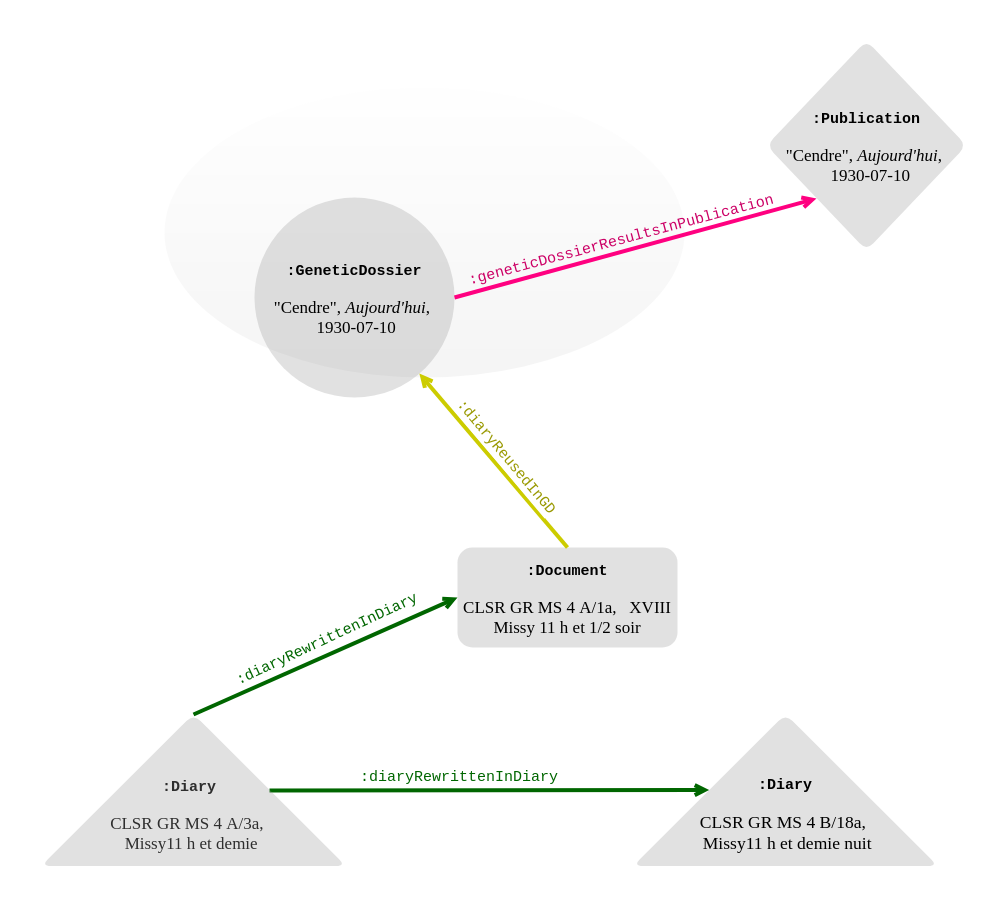 :Publication
"Cendre", Aujourd'hui,
1930-07-10
:geneticDossierResultsInPublication
:GeneticDossier
"Cendre", Aujourd'hui,
1930-07-10
:diaryReusedInGD
:Document
CLSR GR MS 4 A/1a, XVIII
Missy 11 h et 1/2 soir
:diaryRewrittenInDiary
:Diary
CLSR GR MS 4 A/3a,
Missy11 h et demie
:diaryRewrittenInDiary
:Diary
CLSR GR MS 4 B/18a,
Missy11 h et demie nuit